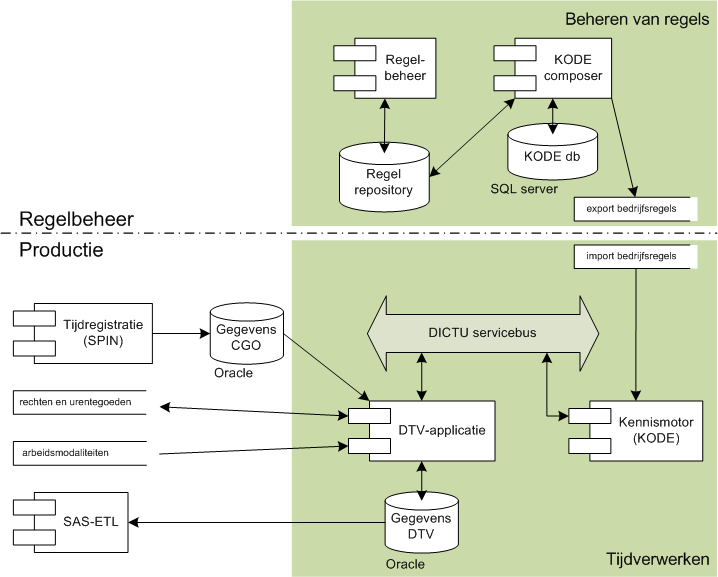 Beheren van regels
Regel-
beheer
KODE
composer
Regel
repository
KODE db
SQL server
export bedrijfsregels
Regelbeheer
Productie
import bedrijfsregels
Tijdregistratie
(SPIN)
Gegevens
CGO
Oracle
DICTU servicebus
rechten en urentegoeden
DTV-applicatie
Kennismotor
(KODE)
arbeidsmodaliteiten
SAS-ETL
Gegevens
DTV
Oracle
Tijdverwerken